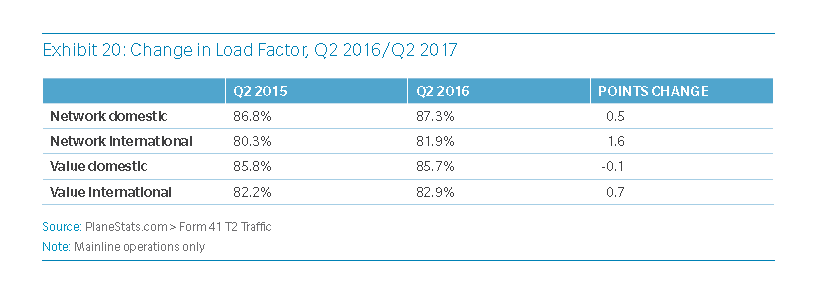 Exhibit 20: Change in Load Factor, Q2 2016/Q2 2017
Q2 2015 Q2 2016 POINTS CHANGE
Network domestic 86.8% 87.3% 0.5
Network international 80.3% 81.9% 1.6
Value domestic 85.8% 85.7% -0.1
Value international 82.2% 82.9% 0.7
Source: PlaneStats.com > Form 41 T2 Traffic
Note: Mainline operations only